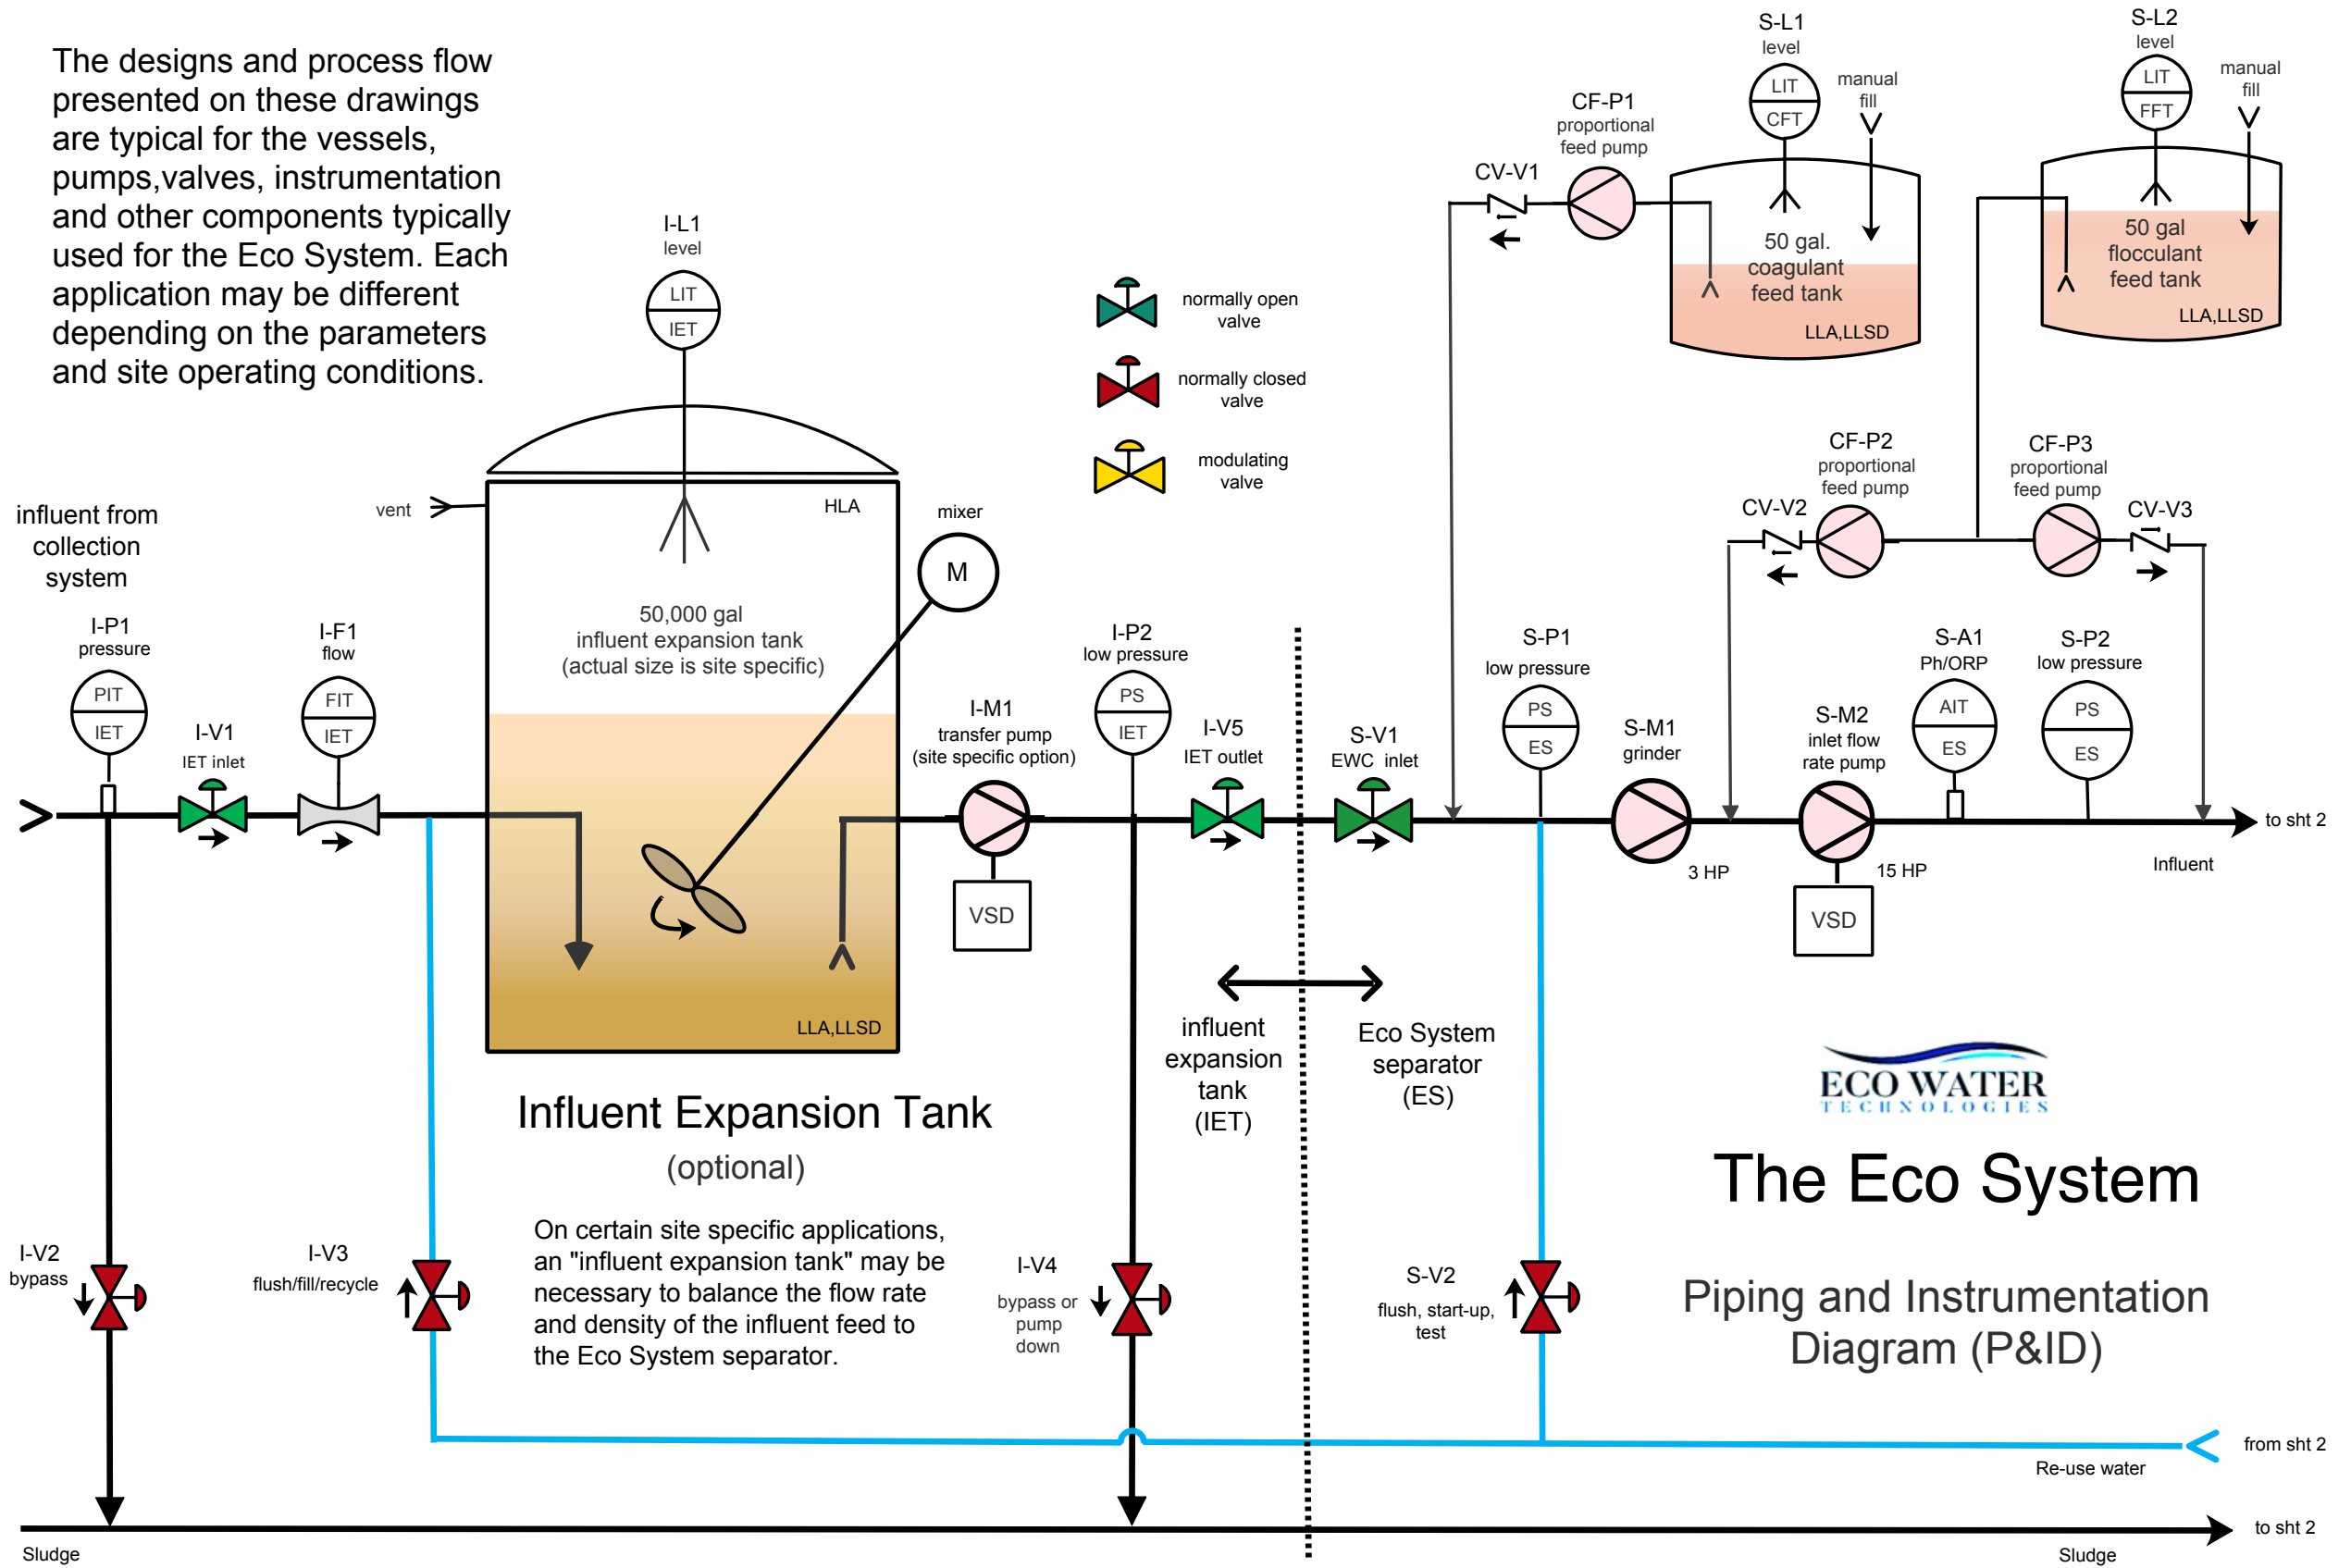 The designs and process flow
presented on these drawings
are typical for the vessels,
pumps,valves, instrumentation
and other components typically
used for the Eco System. Each
application may be different
depending on the parameters
and site operating conditions.
I-L1
level
LIT
IET
normally open
valve
normally closed
valve
modulating
valve
S-L1
level
LIT
CFT
manual
fill
CF-P1
proportional
feed pump
CV-V1
50 gal.
coagulant
feed tank
LLA,LLSD
S-L2
level
LIT
FFT
manual
fill
50 gal
flocculant
feed tank
LLA,LLSD
CF-P2
proportional
feed pump
CV-V2
CF-P3
proportional
feed pump
CV-V3
influent from
collection
system
vent
HLA
mixer
M
50,000 gal
influent expansion tank
(actual size is site specific)
LLA,LLSD
I-P1
pressure
PIT
IET
I-V1
IET inlet
I-F1
flow
FIT
IET
I-M1
transfer pump
(site specific option)
VSD
I-P2
low pressure
PS
IET
I-V5
IET outlet
S-V1
EWC inlet
S-P1
low pressure
PS
ES
S-M1
grinder
3 HP
S-M2
inlet flow
rate pump
15 HP
VSD
S-A1
Ph/ORP
AIT
ES
S-P2
low pressure
PS
ES
to sht 2
Influent
influent
expansion
tank
(IET)
Eco System
separator
(ES)
ECO WATER
TECHNOLOGIES
The Eco System
Piping and Instrumentation
Diagram (P&ID)
Influent Expansion Tank
(optional)
On certain site specific applications,
an "influent expansion tank" may be
necessary to balance the flow rate
and density of the influent feed to
the Eco System separator.
I-V2
bypass
I-V3
flush/fill/recycle
I-V4
bypass or
pump
down
S-V2
flush, start-up,
test
from sht 2
Re-use water
to sht 2
Sludge
Sludge